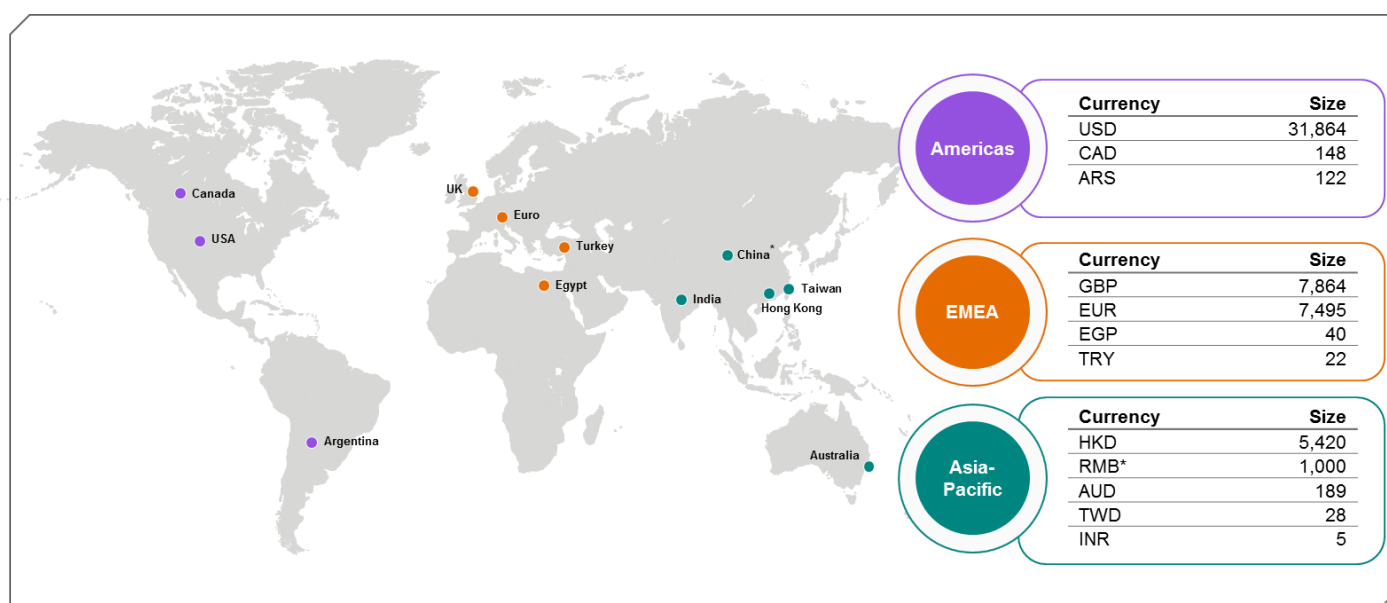 Canada
USA
Argentina
UK
Euro
Turkey
Egypt
China*
India
Taiwan
Hong Kong
Australia
Americas
Currency Size
USD 31,864
CAD 148
ARS 122
EMEA
Currency Size
GBP 7,864
EUR 7,495
EGP 40
TRY 22
Asia-
Pacific
Currency Size
HKD 5,420
RMB* 1,000
AUD 189
TWD 28
INR 5